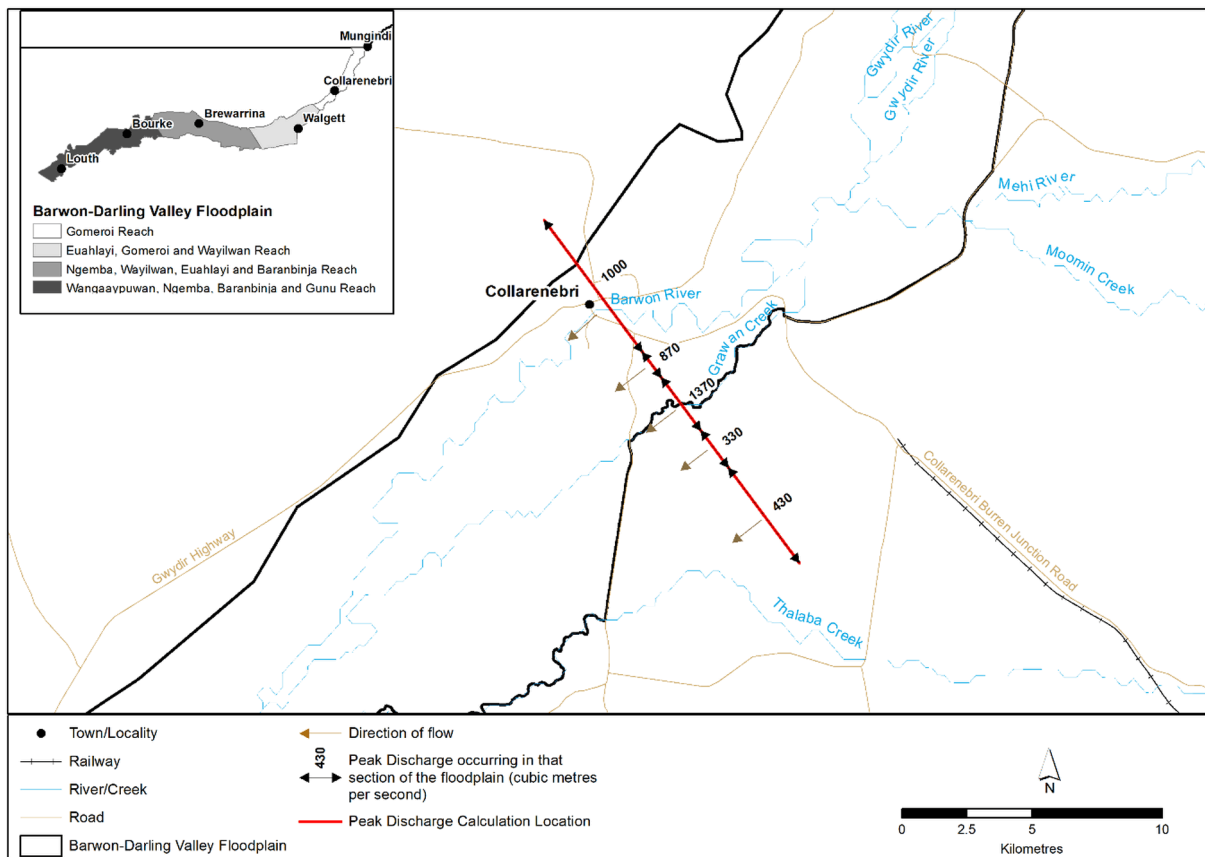 Mungindi
Collarenebri
Brewarrina
Walgett
Bourke
Louth
Barwon-Darling Valley Floodplain
Gomeroi Reach
Euahlayi, Gomeroi and Wayilwan Reach
Ngemba, Wayilwan, Euahlayi and Baranbinja Reach
Wangaaypuwan, Ngemba, Baranbinja and Gunu Reach
Gwydir River
Gwydir River
Mehi River
Moomin Creek
1000
Collarenebri
Barwon River
Grawan Creek
870
1370
330
430
Collarenebri Burren Junction Road
Gwydir Highway
Thalaba Creek
Town/Locality
Railway
River/Creek
Road
Barwon-Darling Valley Floodplain
Direction of flow
430
Peak Discharge occurring in that
section of the floodplain (cubic metres
per second)
Peak Discharge Calculation Location
N
0 2.5 5 10
Kilometres